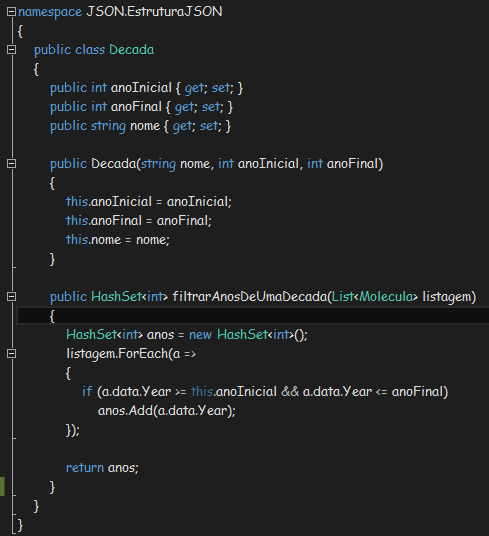 namespace JSON.EstruturaJSON
{
public class Decada
{
public int anoInicial { get; set; }
public int anoFinal { get; set; }
public string nome { get; set; }
public Decada(string nome, int anoInicial, int anoFinal)
{
this.anoInicial = anoInicial;
this.anoFinal = anoFinal;
this.nome = nome;
}
public HashSet<int> filtrarAnosDeUmaDecada(List<Molecula> listagem)
{
HashSet<int> anos = new HashSet<int>();
listagem.ForEach(a =>
{
if (a.data.Year >= this.anoInicial && a.data.Year <= anoFinal)
anos.Add(a.data.Year);
});
return anos;
}
}
}